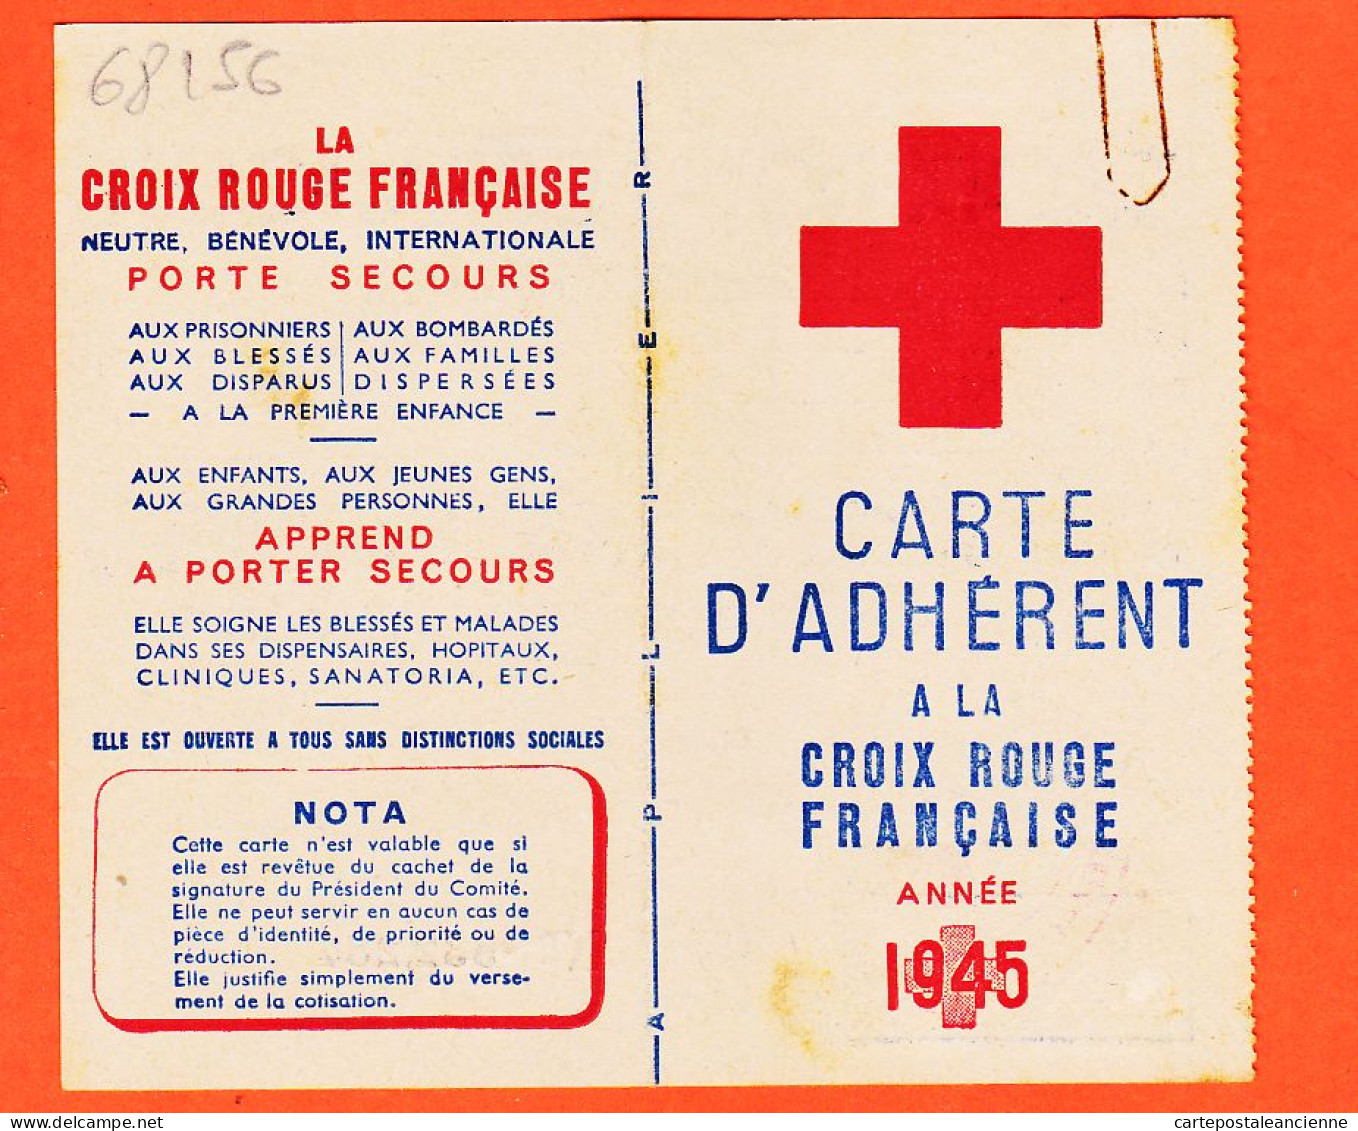 68156
LA
CROIX ROUGE FRANÇAISE
NEUTRE, BÉNÉVOLE, INTERNATIONALE
PORTE SECOURS
AUX PRISONNIERS
AUX BLESSÉS
AUX DISPARUS
AUX BOMBARDÉS
AUX FAMILLES
DISPERSÉES
— A LA PREMIÈRE ENFANCE —
AUX ENFANTS, AUX JEUNES GENS,
AUX GRANDES PERSONNES, ELLE
APPREND
A PORTER SECOURS
ELLE SOIGNE LES BLESSÉS ET MALADES
DANS SES DISPENSAIRES, HOPITAUX,
CLINIQUES, SANATORIA, ETC.
ELLE EST OUVERTE A TOUS SANS DISTINCTIONS SOCIALES
NOTA
Cette carte n'est valable que si
elle est revêtue du cachet de la
signature du Président du Comité.
Elle ne peut servir en aucun cas de
pièce d'identité, de priorité ou de
réduction.
Elle justifie simplement du verse-
ment de la cotisation.
A PLIER
CARTE
D'ADHÉRENT
A LA
CROIX ROUGE
FRANÇAISE
ANNÉE
1945
cartepostaleancienne